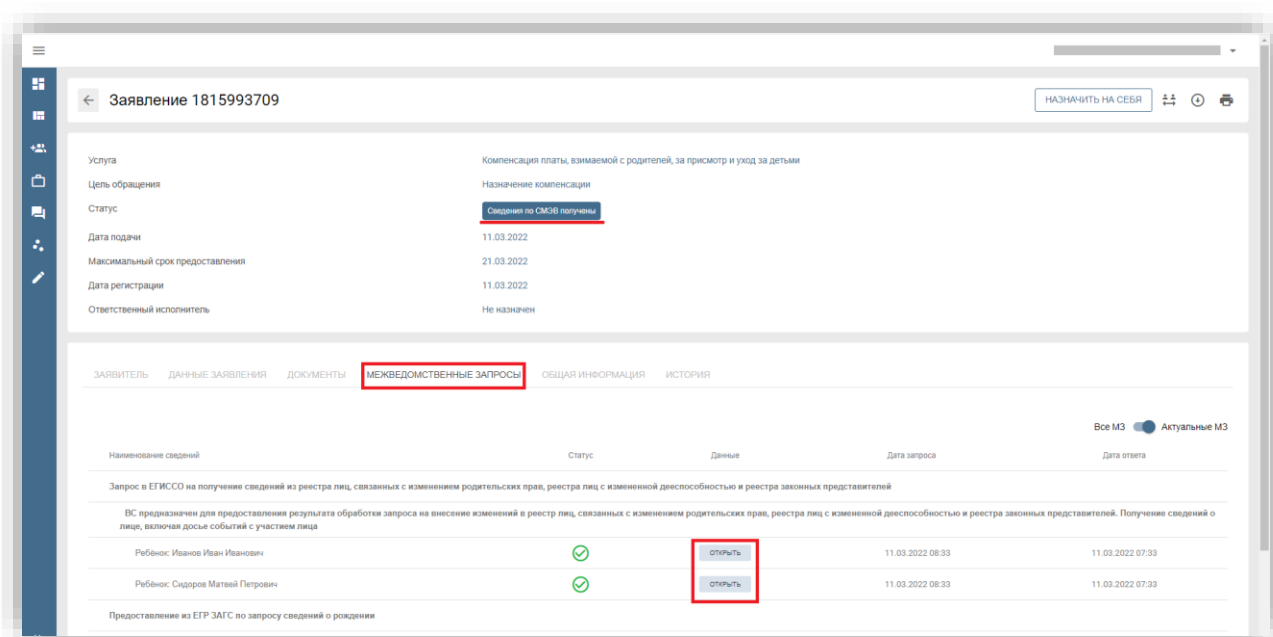 Заявление 1815993709
НАЗНАЧИТЬ НА СЕБЯ
Услуга
Компенсация платы, взимаемой с родителей, за присмотр и уход за детьми
Цель обращения
Назначение компенсации
Статус
Сведения по СМЭВ получены
Дата подачи
11.03.2022
Максимальный срок предоставления
21.03.2022
Дата регистрации
11.03.2022
Ответственный исполнитель
Не назначен
ЗАЯВИТЕЛЬ ДАННЫЕ ЗАЯВЛЕНИЯ ДОКУМЕНТЫ МЕЖВЕДОМСТВЕННЫЕ ЗАПРОСЫ ОБЩАЯ ИНФОРМАЦИЯ ИСТОРИЯ
Все МЗ Актуальные МЗ
Наименование сведений Статус Данные Дата запроса Дата ответа
Запрос в ЕГИССО на получение сведений из реестра лиц, связанных с изменением родительских прав, реестра лиц с измененной дееспособностью и реестра законных представителей
ВС предназначен для предоставления результата обработки запроса на внесение изменений в реестр лиц, связанных с изменением родительских прав, реестра лиц с измененной дееспособностью и реестра законных представителей. Получение сведений о
лице, включая досье событий с участием лица
Ребёнок: Иванов Иван Иванович ОТКРЫТЬ 11.03.2022 08:33 11.03.2022 07:33
Ребёнок: Сидоров Матвей Петрович ОТКРЫТЬ 11.03.2022 08:33 11.03.2022 07:33
Предоставление из ЕГР ЗАГС по запросу сведений о рождении